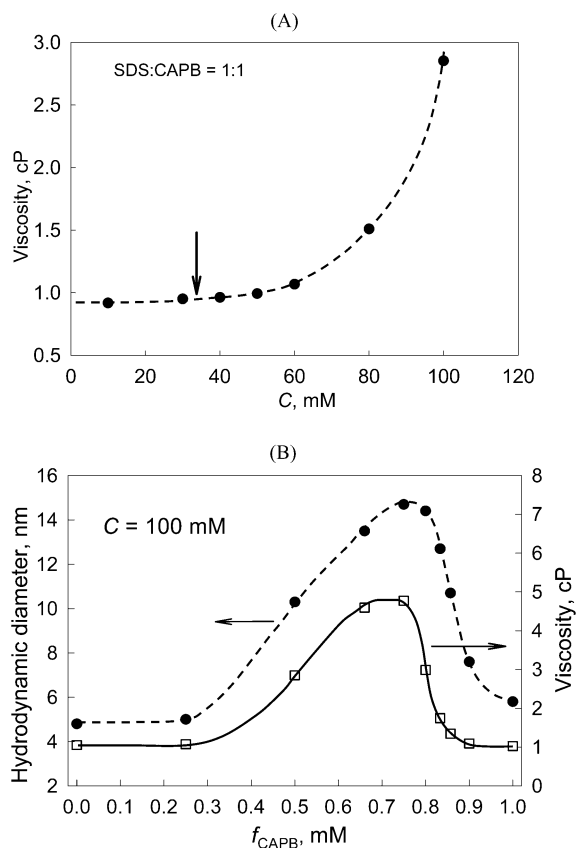 (A)
SDS:CAPB = 1:1
Viscosity, cP
3.0
2.5
2.0
1.5
1.0
0.5
0 20 40 60 80 100 120
C, mM
(B)
C = 100 mM
Hydrodynamic diameter, nm
16
14
12
10
8
6
4
2
8
7
6
5
4
3
2
1
0
Viscosity, cP
0.0 0.1 0.2 0.3 0.4 0.5 0.6 0.7 0.8 0.9 1.0
fCAPB, mM